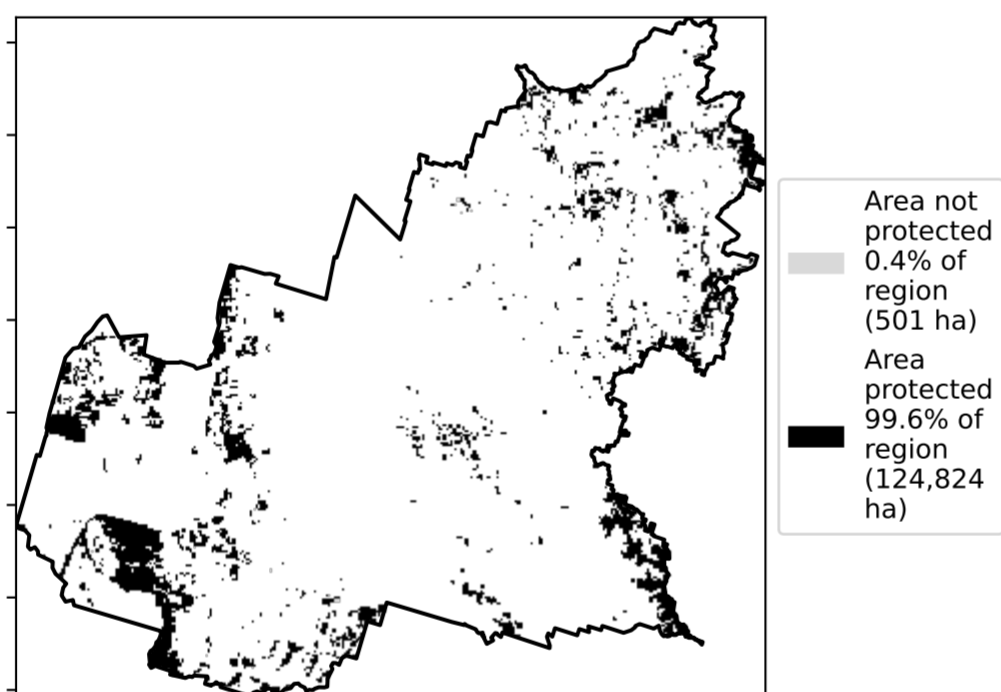 Area not
protected
0.4% of
region
(501 ha)
Area
protected
99.6% of
region
(124,824
ha)